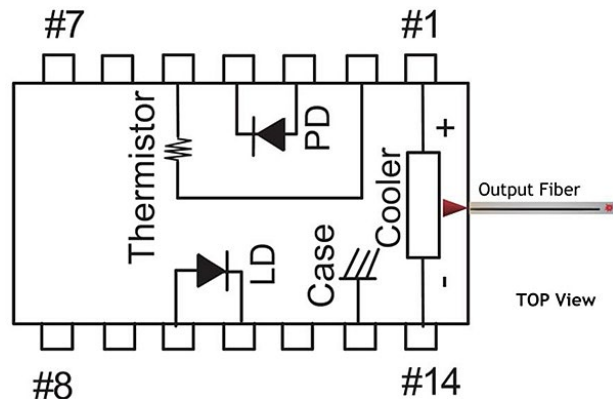 #7
#1
Thermistor
PD
+
Cooler
Output Fiber
LD
Case
-
TOP View
#8
#14